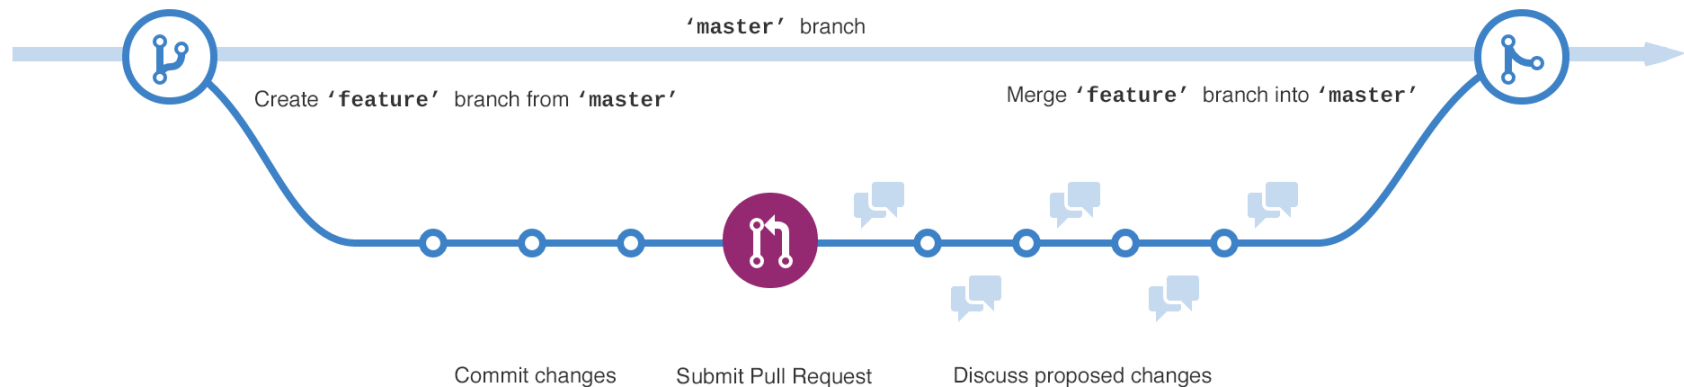 ‘master’ branch
Create ‘feature’ branch from ‘master’
Merge ‘feature’ branch into ‘master’
Commit changes
Submit Pull Request
Discuss proposed changes